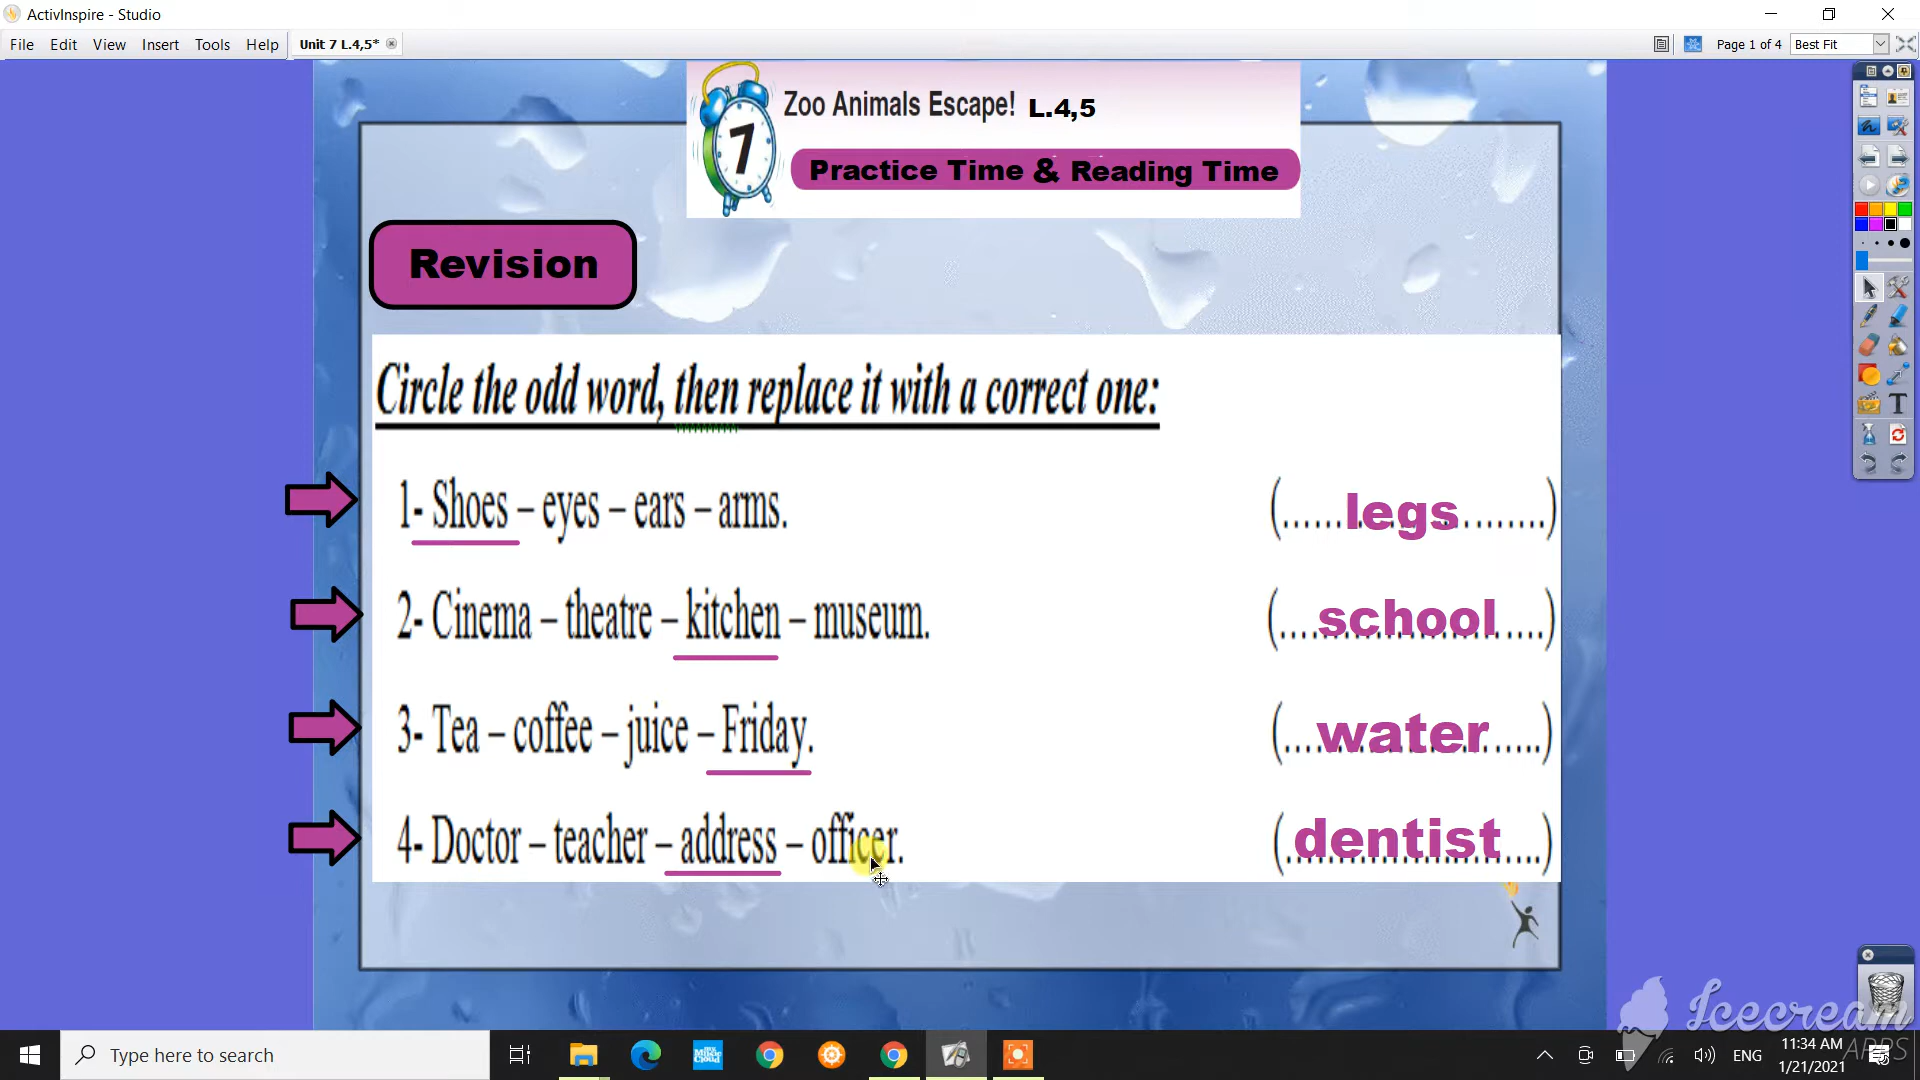 ActivInspire - Studio
File Edit View Insert Tools Help Unit 7 L.4,5* Page 1 of 4 Best Fit
7
Zoo Animals Escape! L.4,5
Practice Time & Reading Time
Revision
Circle the odd word, then replace it with a correct one:
1- Shoes – eyes – ears – arms. (......legs.......)
2- Cinema – theatre – kitchen – museum. (....school....)
3- Tea – coffee – juice – Friday. (...water.....)
4- Doctor – teacher – address – officer. (.dentist....)
Icecream
APPS
Type here to search
ENG
11:34 AM
1/21/2021